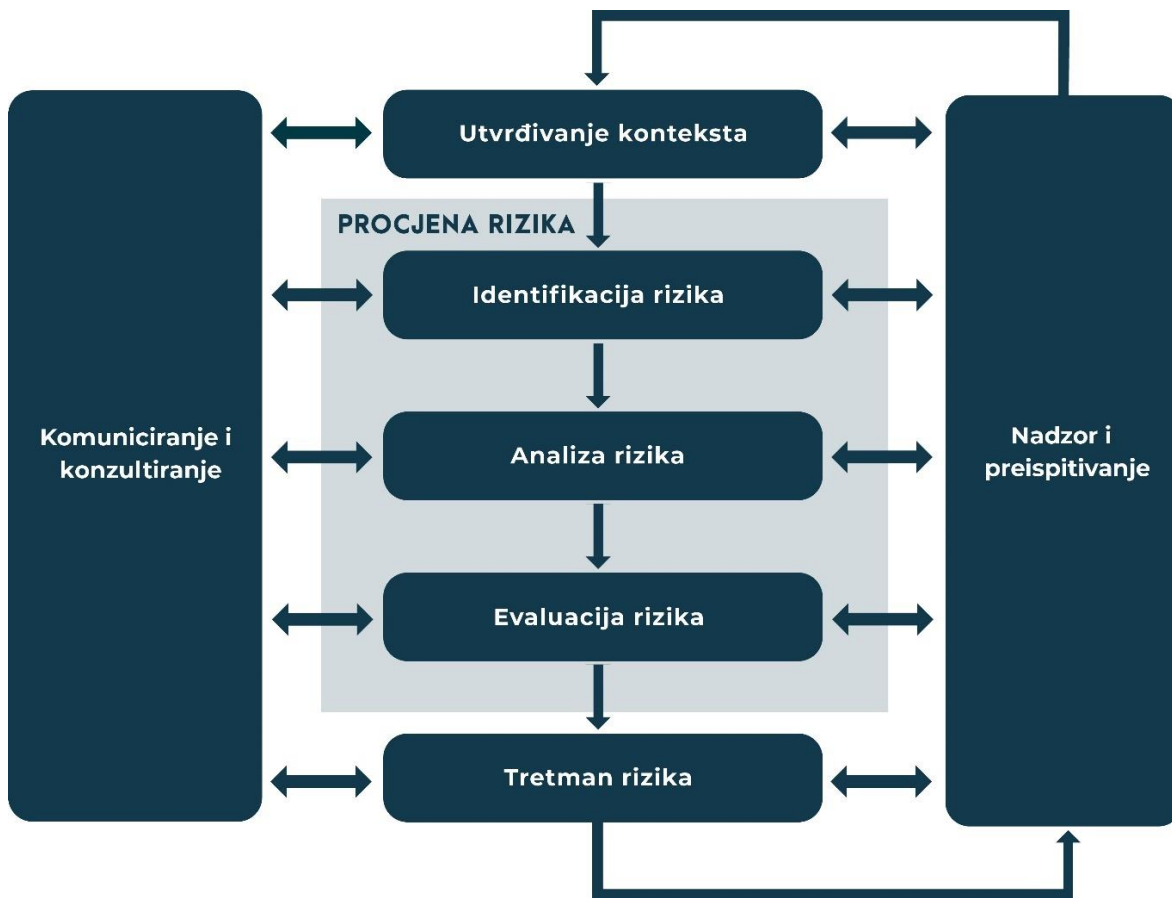 Utvrđivanje konteksta
PROCJENA RIZIKA
Identifikacija rizika
Komuniciranje i
konzultiranje
Analiza rizika
Nadzor i
preispitivanje
Evaluacija rizika
Tretman rizika